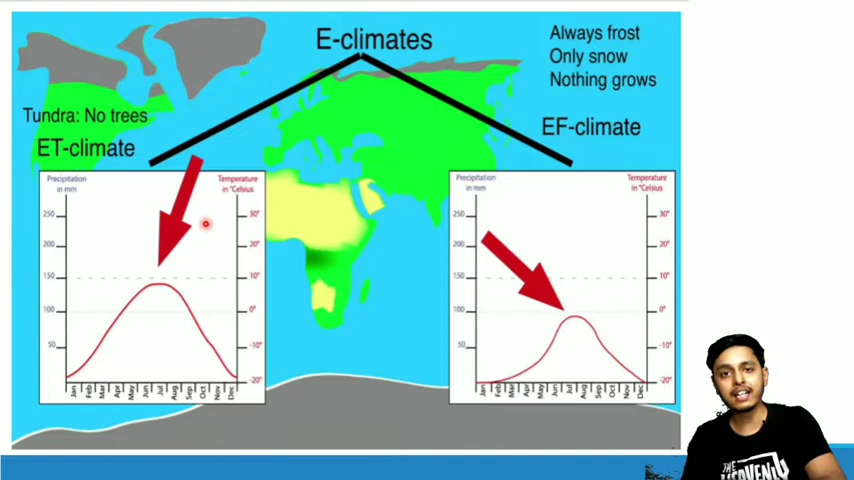 E-climates
Always frost
Only snow
Nothing grows
Tundra: No trees
ET-climate
EF-climate
Precipitation
in mm
Temperature
in °Celsius
250
200
150
100
50
30°
20°
10°
0°
-10°
-20°
Jan
Feb
Mar
Apr
May
Jun
Jul
Aug
Sep
Oct
Nov
Dec
Precipitation
in mm
Temperature
in °Celsius
250
200
150
100
50
30°
20°
10°
0°
-10°
-20°
Jan
Feb
Mar
Apr
May
Jun
Jul
Aug
Sep
Oct
Nov
Dec
THE
HEAVENLY